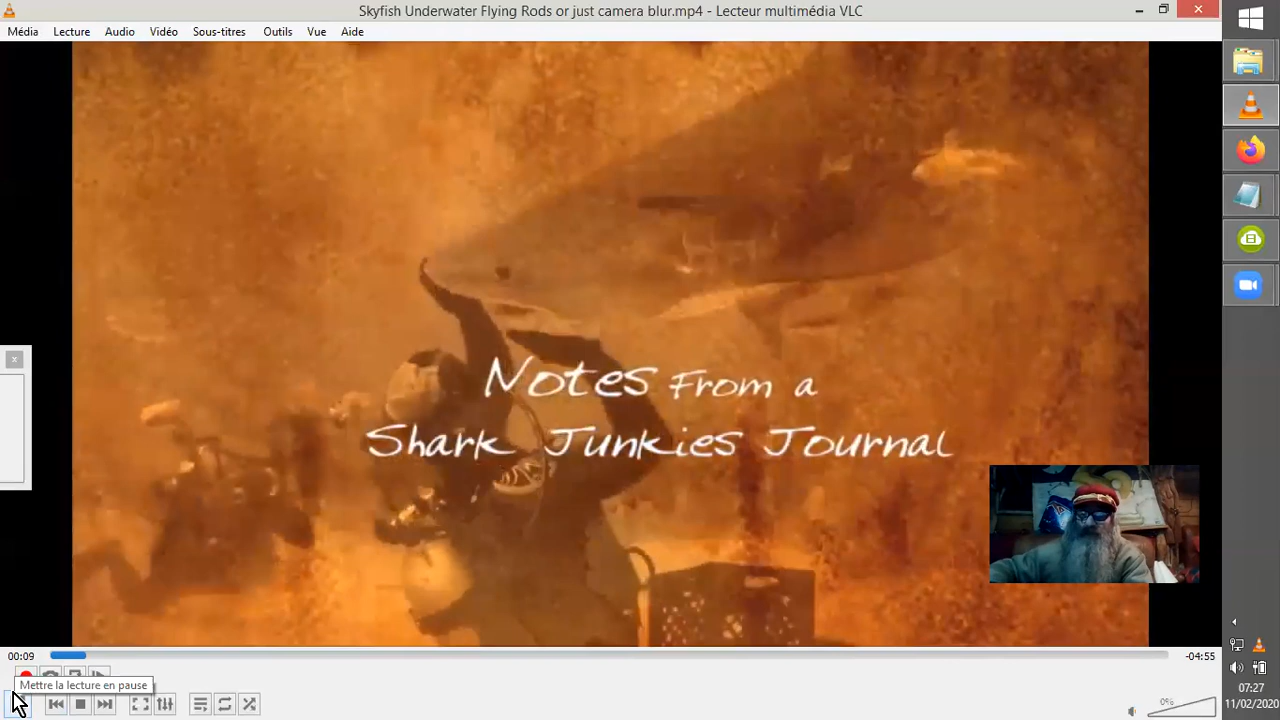 Skyfish Underwater Flying Rods or just camera blur.mp4 - Lecteur multimédia VLC
Média Lecture Audio Vidéo Sous-titres Outils Vue Aide
Notes From a
Shark Junkies Journal
00:09
-04:55
Mettre la lecture en pause
0%
07:27
11/02/2020